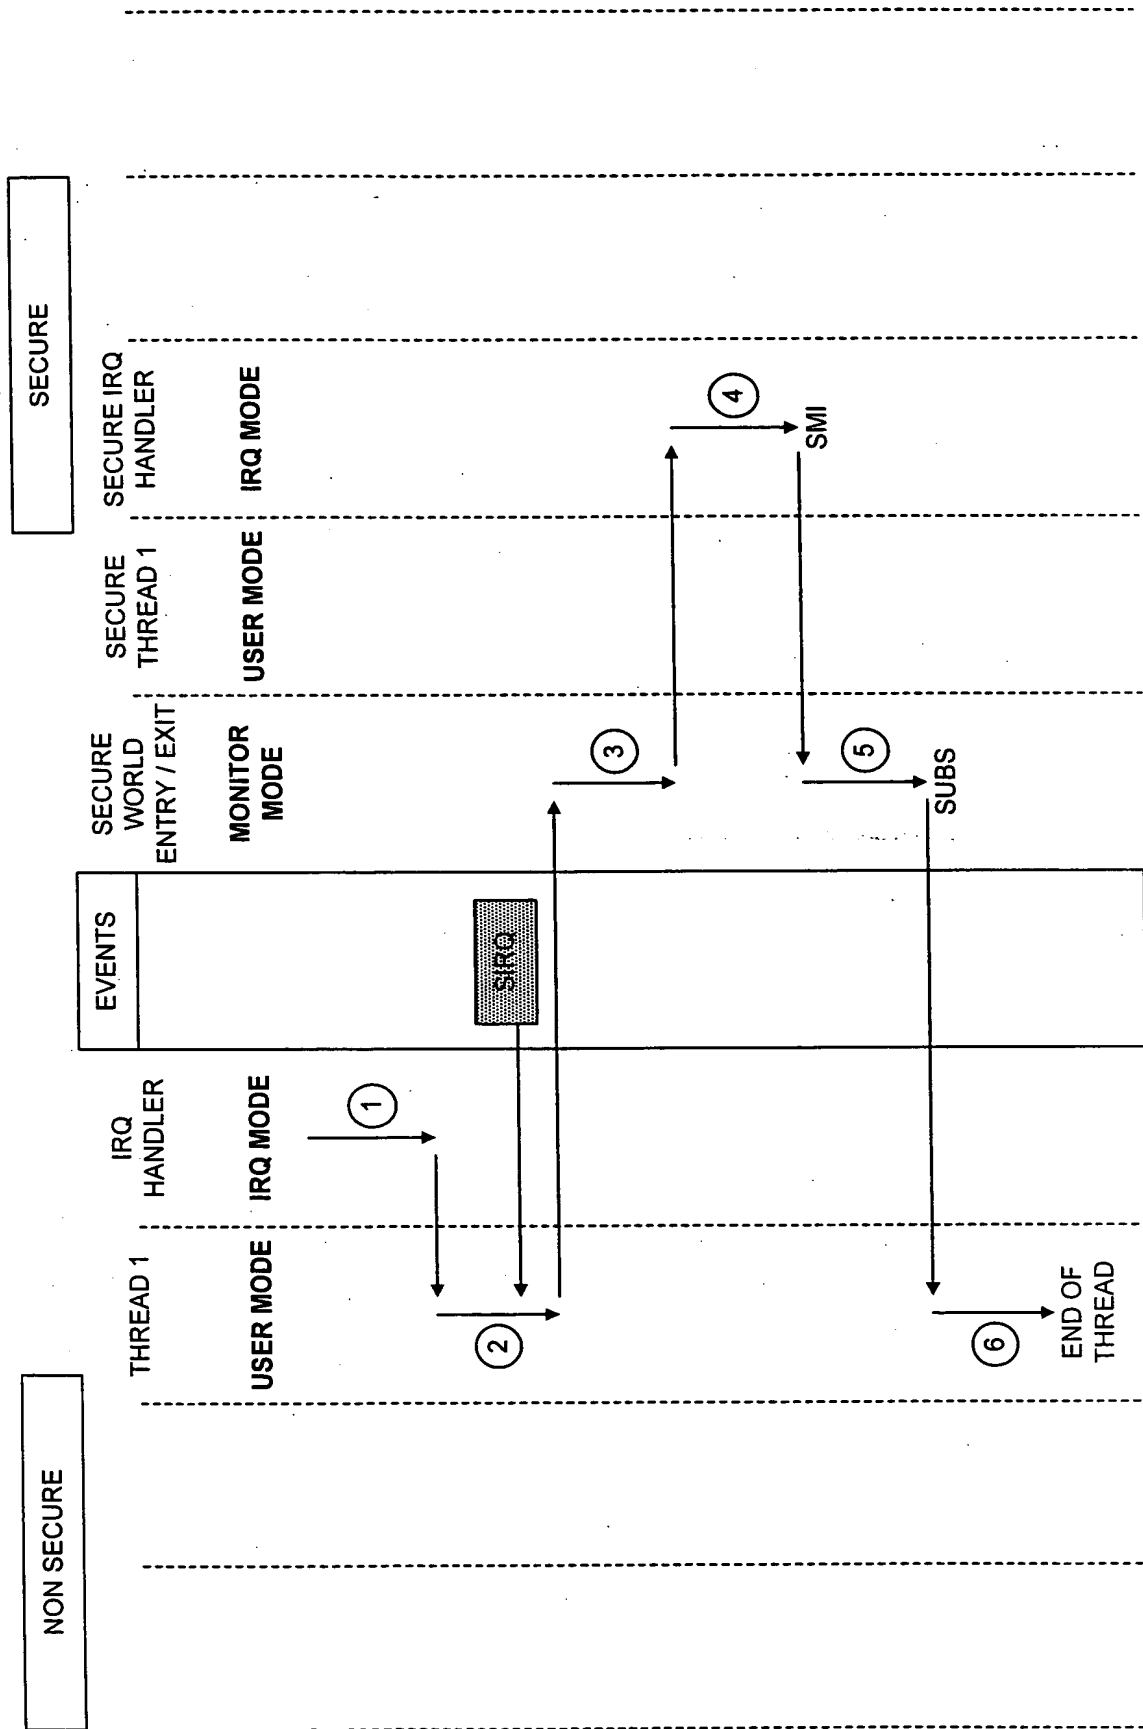 NON SECURE
SECURE
EVENTS
THREAD 1
USER MODE
IRQ
HANDLER
IRQ MODE
SECURE
WORLD
ENTRY / EXIT
MONITOR
MODE
SECURE
THREAD 1
USER MODE
SECURE IRQ
HANDLER
IRQ MODE
1
2
SIRQ
3
4
SMI
5
SUBS
6
END OF
THREAD